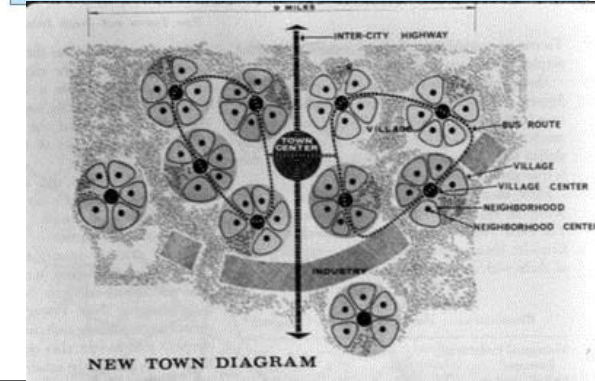 9 MILES
INTER-CITY HIGHWAY
TOWN
CENTER
VILLAGE
BUS ROUTE
VILLAGE
VILLAGE CENTER
NEIGHBORHOOD
NEIGHBORHOOD CENTER
INDUSTRY
NEW TOWN DIAGRAM